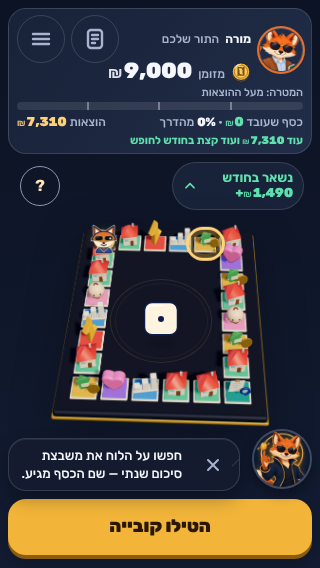 מורה התור שלכם
מזומן 9,000₪
המטרה: מעל ההוצאות
כסף שעובד 0₪ · 0% מהדרך
הוצאות 7,310₪
עוד 7,310₪ ועוד קצת בחודש לחופש
נשאר בחודש
+1,490₪
?
חפשו על הלוח את משבצת
סיכום שנתי — שם הכסף מגיע.
הטילו קובייה